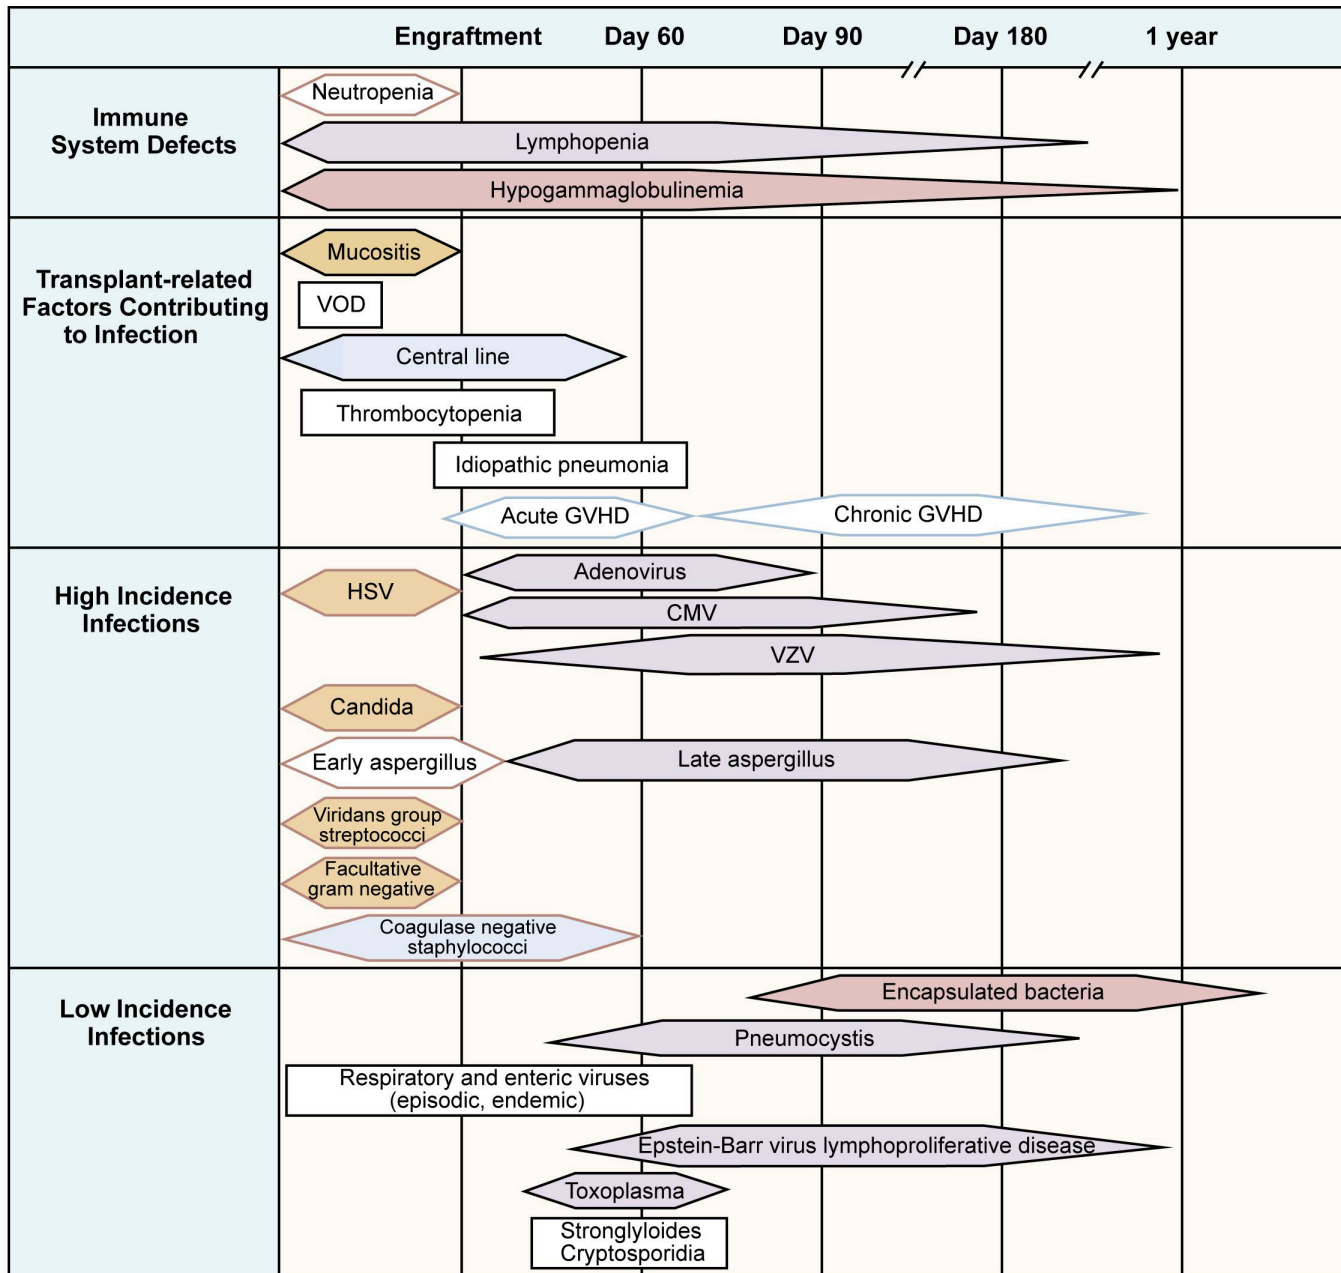 Engraftment Day 60 Day 90 Day 180 1 year
Immune
System Defects
Neutropenia
Lymphopenia
Hypogammaglobulinemia
Transplant-related
Factors Contributing
to Infection
Mucositis
VOD
Central line
Thrombocytopenia
Idiopathic pneumonia
Acute GVHD
Chronic GVHD
High Incidence
Infections
HSV
Adenovirus
CMV
VZV
Candida
Early aspergillus
Late aspergillus
Viridans group
streptococci
Facultative
gram negative
Coagulase negative
staphylococci
Low Incidence
Infections
Encapsulated bacteria
Pneumocystis
Respiratory and enteric viruses
(episodic, endemic)
Epstein-Barr virus lymphoproliferative disease
Toxoplasma
Stronglyloides
Cryptosporidia